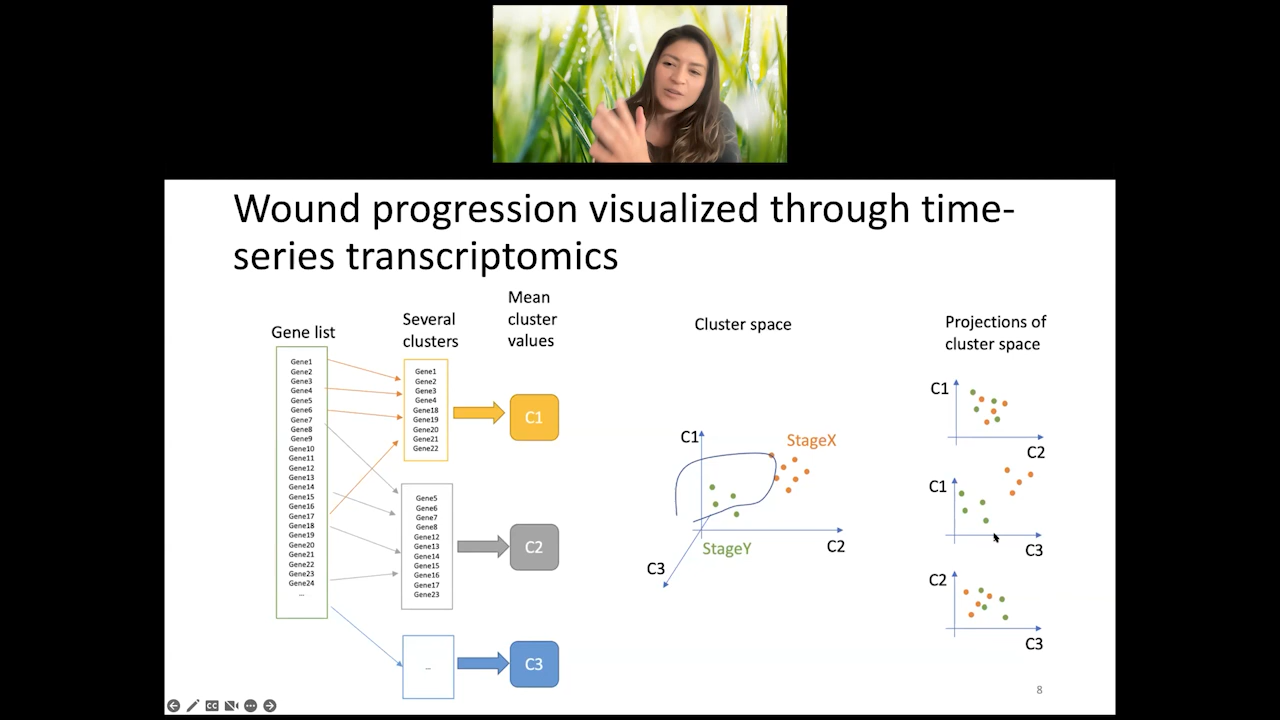 Wound progression visualized through time-
series transcriptomics
Gene list
Gene1
Gene2
Gene3
Gene4
Gene5
Gene6
Gene7
Gene8
Gene9
Gene10
Gene11
Gene12
Gene13
Gene14
Gene15
Gene16
Gene17
Gene18
Gene19
Gene20
Gene21
Gene22
Gene23
Gene24
...
Several
clusters
Gene1
Gene2
Gene3
Gene4
Gene18
Gene19
Gene20
Gene21
Gene22
Gene5
Gene6
Gene7
Gene8
Gene12
Gene13
Gene14
Gene15
Gene16
Gene17
Gene23
...
Mean
cluster
values
C1
C2
C3
Cluster space
C1
StageX
StageY
C2
C3
Projections of
cluster space
C1
C2
C1
C3
C2
C3
8
CC